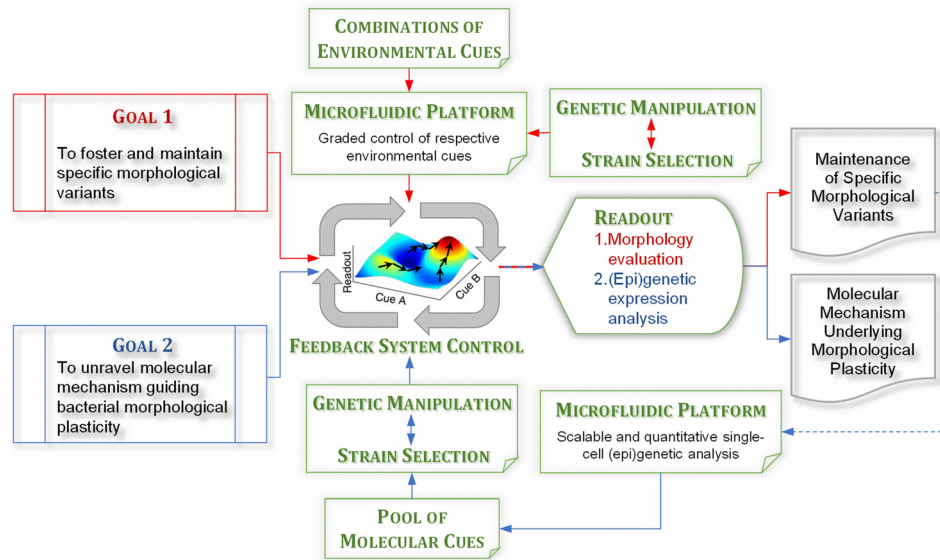 COMBINATIONS OF
ENVIRONMENTAL CUES
GOAL 1
To foster and maintain
specific morphological
variants
MICROFLUIDIC PLATFORM
Graded control of respective
environmental cues
GENETIC MANIPULATION
STRAIN SELECTION
Maintenance
of Specific
Morphological
Variants
Readout
Cue A
Cue B
FEEDBACK SYSTEM CONTROL
READOUT
1.Morphology
evaluation
2.(Epi)genetic
expression
analysis
Molecular
Mechanism
Underlying
Morphological
Plasticity
GOAL 2
To unravel molecular
mechanism guiding
bacterial morphological
plasticity
GENETIC MANIPULATION
STRAIN SELECTION
MICROFLUIDIC PLATFORM
Scalable and quantitative single-
cell (epi)genetic analysis
POOL OF
MOLECULAR CUES